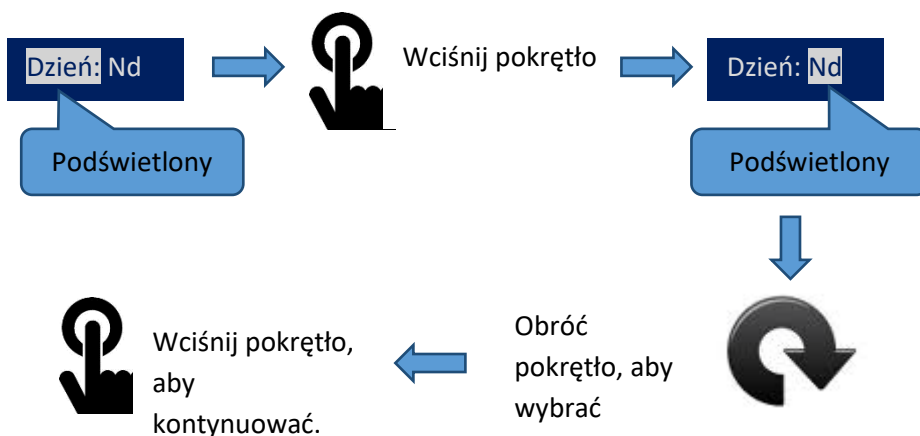 Dzień: Nd
Wciśnij pokrętło
Dzień: Nd
Podświetlony
Podświetlony
Obróć
pokrętło, aby
wybrać
Wciśnij pokrętło,
aby
kontynuować.